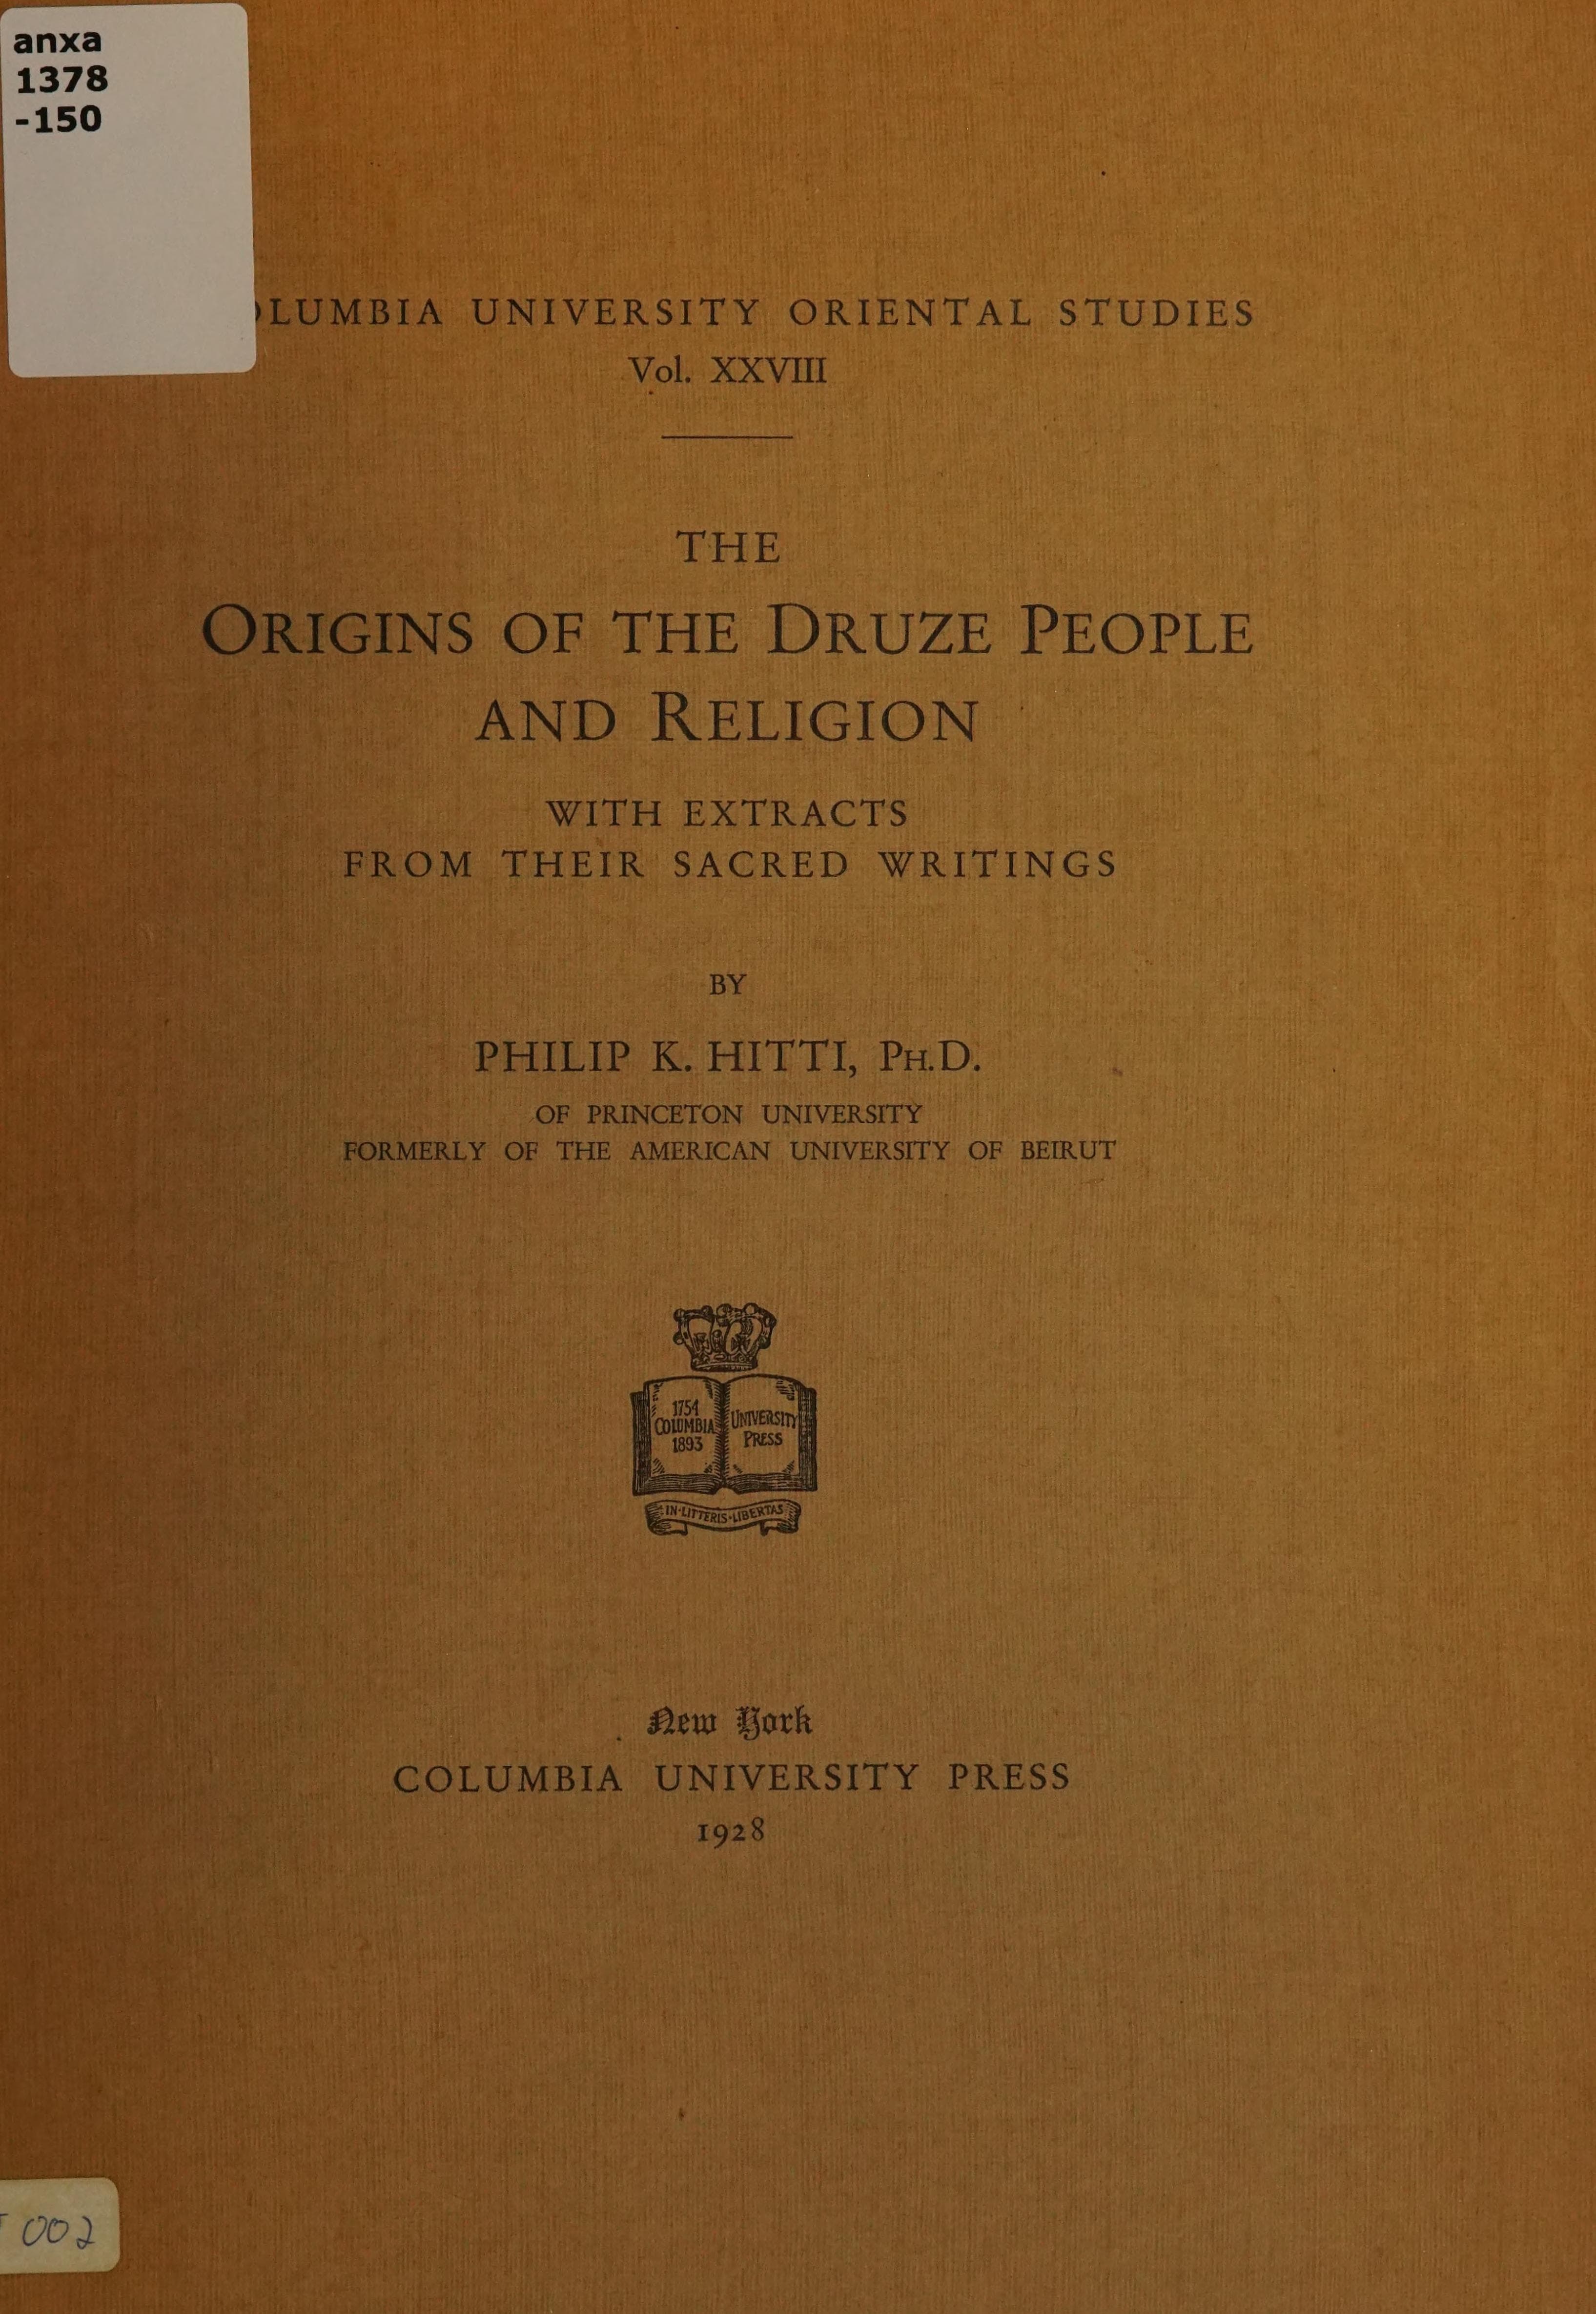 anxa
1378
-150
OLUMBIA UNIVERSITY ORIENTAL STUDIES
Vol. XXVIII
THE
ORIGINS OF THE DRUZE PEOPLE
AND RELIGION
WITH EXTRACTS
FROM THEIR SACRED WRITINGS
BY
PHILIP K. HITTI, PH.D.
OF PRINCETON UNIVERSITY
FORMERLY OF THE AMERICAN UNIVERSITY OF BEIRUT
1754
COLUMBIA
1893
UNIVERSITY
PRESS
IN·LITTERIS·LIBERTAS
New York
COLUMBIA UNIVERSITY PRESS
1928
002